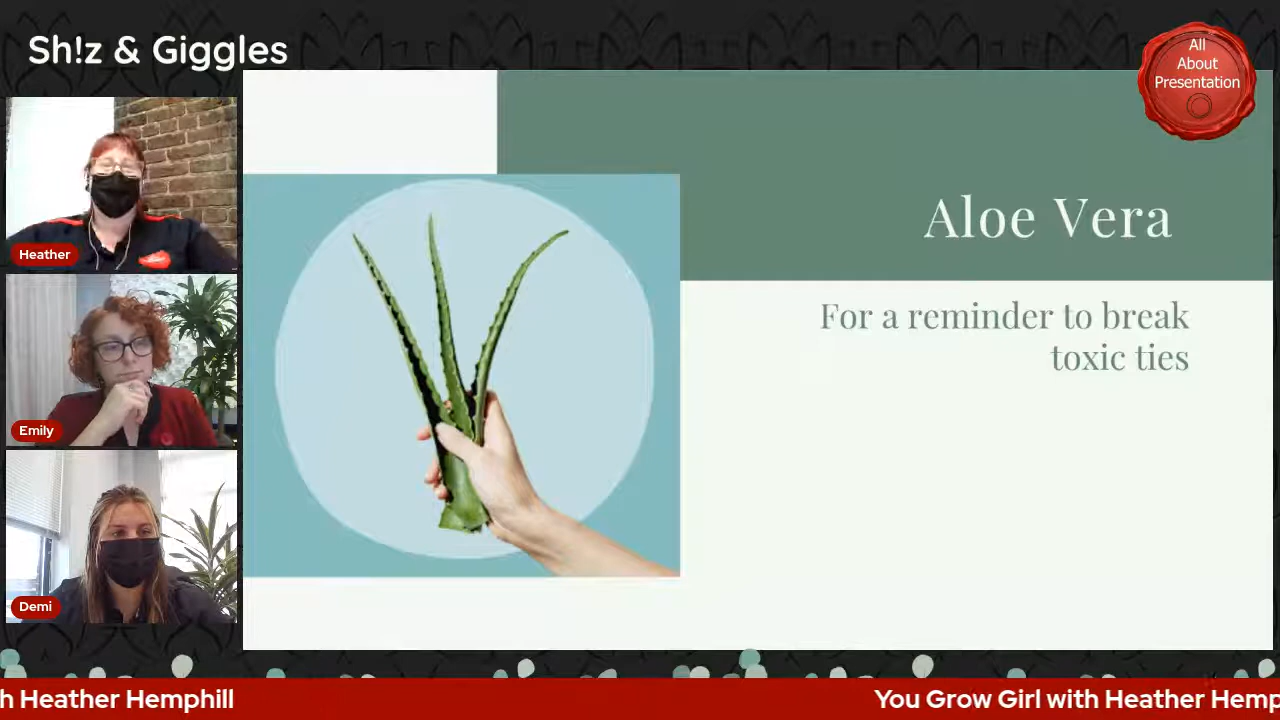 Sh!z & Giggles
All
About
Presentation
Heather
Emily
Demi
Aloe Vera
For a reminder to break
toxic ties
h Heather Hemphill
You Grow Girl with Heather Hemp